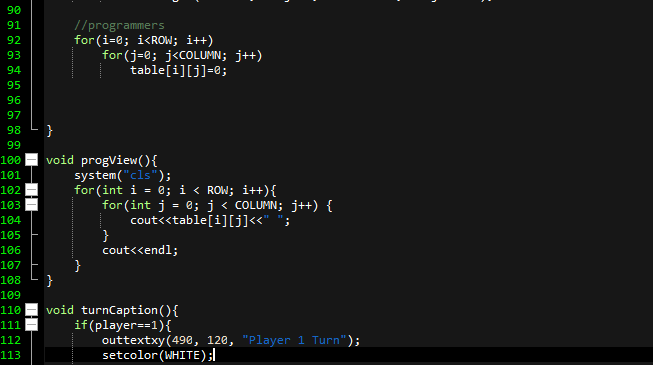 90
91 //programmers
92 for(i=0; i<ROW; i++)
93 for(j=0; j<COLUMN; j++)
94 table[i][j]=0;
95
96
97
98 }
99
100 void progView(){
101 system("cls");
102 for(int i = 0; i < ROW; i++){
103 for(int j = 0; j < COLUMN; j++) {
104 cout<<table[i][j]<<" ";
105 }
106 cout<<endl;
107 }
108 }
109
110 void turnCaption(){
111 if(player==1){
112 outtextxy(490, 120, "Player 1 Turn");
113 setcolor(WHITE);